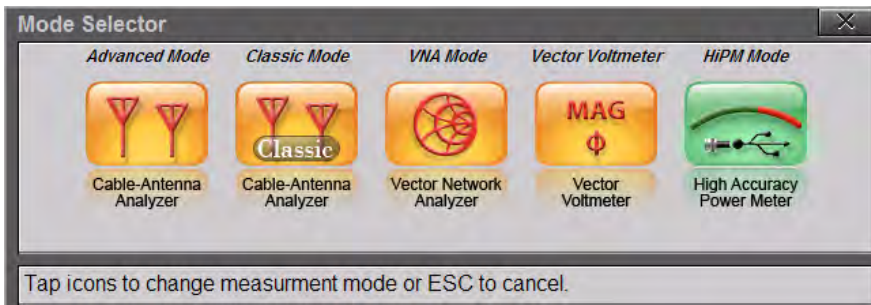 Mode Selector
Advanced Mode Classic Mode VNA Mode Vector Voltmeter HiPM Mode
Classic
MAG
Φ
Cable-Antenna Analyzer
Cable-Antenna Analyzer
Vector Network Analyzer
Vector Voltmeter
High Accuracy Power Meter
Tap icons to change measurment mode or ESC to cancel.